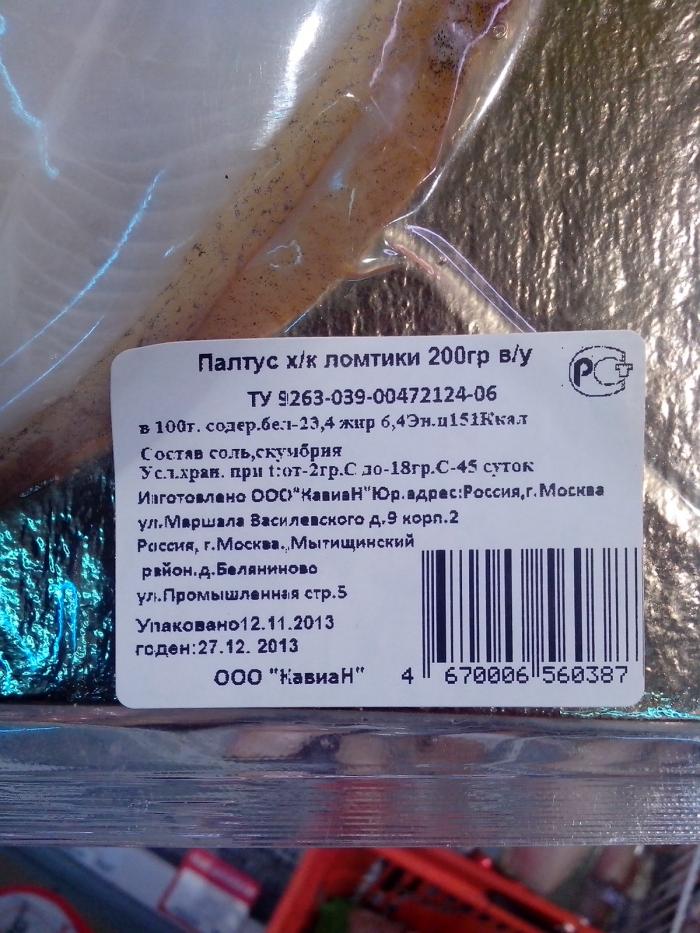 Палтус х/к ломтики 200гр в/у
РСТ
ТУ 9263-039-00472124-06
в 100г. содер.бел-23,4 жир 6,4Эн.ц151Ккал
Состав соль,скумбрия
Усл.хран. при t:от-2гр.С до-18гр.С-45 суток
Изготовлено ООО"КавиаН"Юр.адрес:Россия,г.Москва
ул.Маршала Василевского д.9 корп.2
Россия, г.Москва.,Мытищинский
район.д.Беляниново
ул.Промышленная стр.5
Упаковано12.11.2013
годен:27.12. 2013
ООО "КавиаН"
4 670006 560387